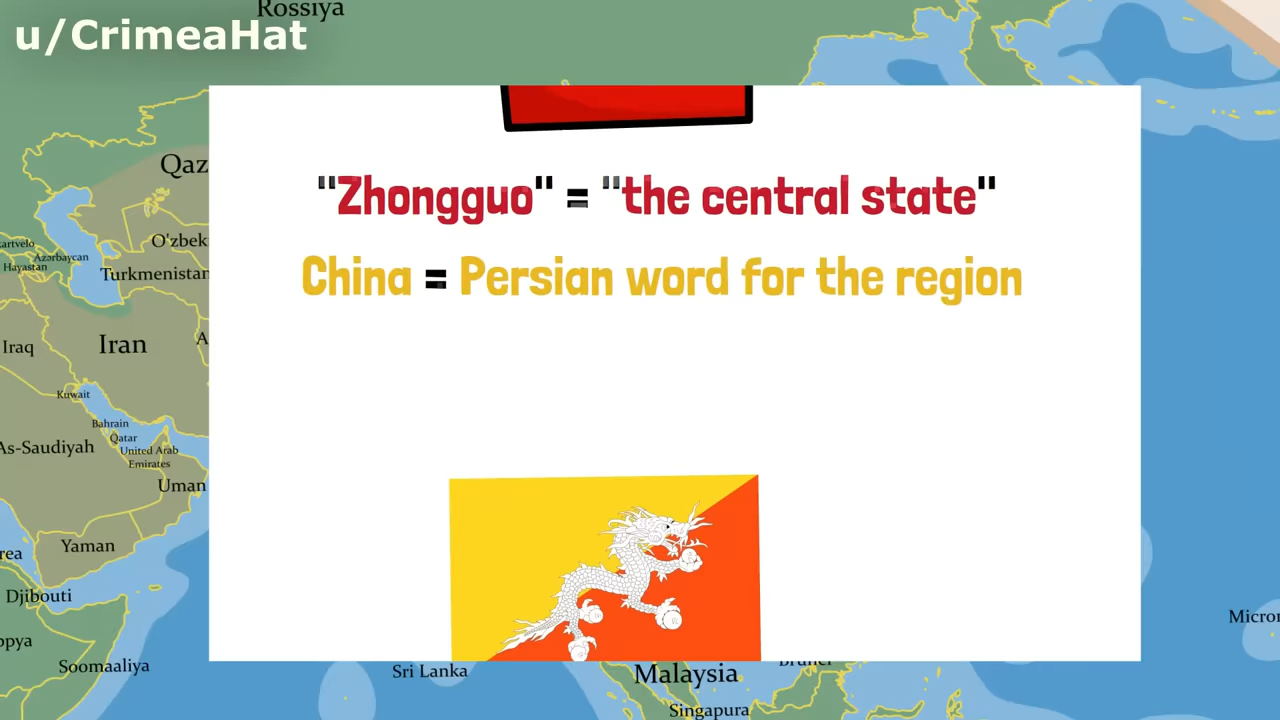 Rossiya
u/CrimeaHat
Qaz
"Zhongguo" = "the central state"
O'zbek
Azərbaycan
Hayastan
Turkmenistan
China = Persian word for the region
Iraq
Iran
A
Kuwait
Bahrain
Qatar
As-Saudiyah
United Arab
Emirates
Uman
Yaman
Djibouti
Soomaaliya
Sri Lanka
Malaysia
Singapura
Micron